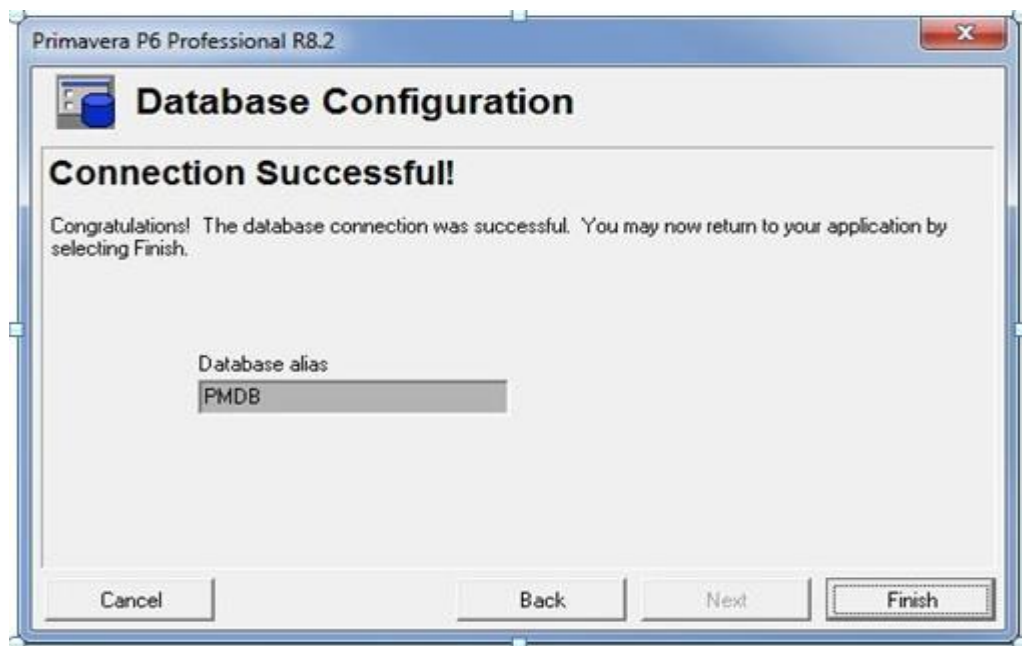 Primavera P6 Professional R8.2
Database Configuration
Connection Successful!
Congratulations!  The database connection was successful.  You may now return to your application by
selecting Finish.
Database alias
PMDB
Cancel
Back
Next
Finish